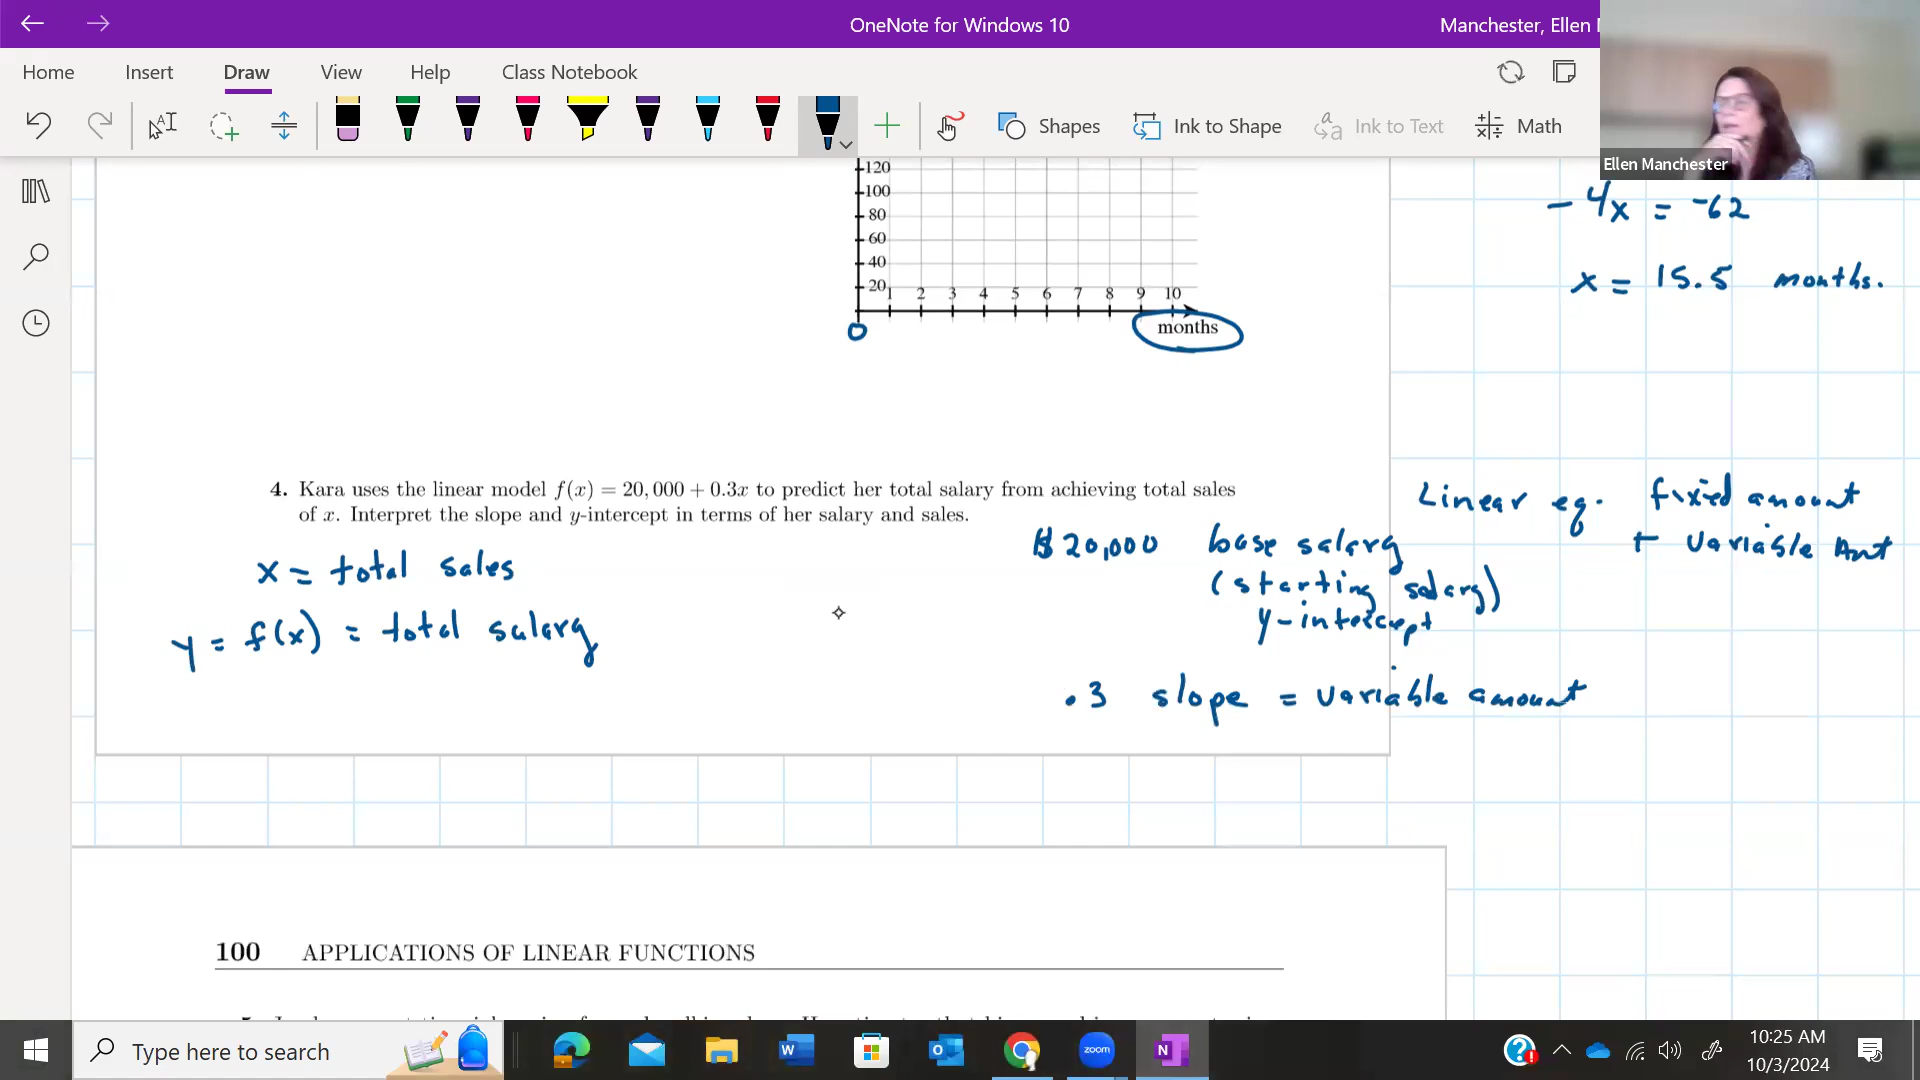 OneNote for Windows 10
Manchester, Ellen
Home Insert Draw View Help Class Notebook
Shapes Ink to Shape Ink to Text Math
Ellen Manchester
120
100
80
60
40
20
1 2 3 4 5 6 7 8 9 10
0
months
- 4x = -62
x = 15.5 months.
4. Kara uses the linear model f(x) = 20,000 + 0.3x to predict her total salary from achieving total sales
of x. Interpret the slope and y-intercept in terms of her salary and sales.
x = total sales
y = f(x) = total salary
$20,000 base salary
(starting salary)
y-intercept
.3 slope = variable amount
Linear eq. fixed amount
+ variable Amt
100 APPLICATIONS OF LINEAR FUNCTIONS
Type here to search
zoom
10:25 AM
10/3/2024